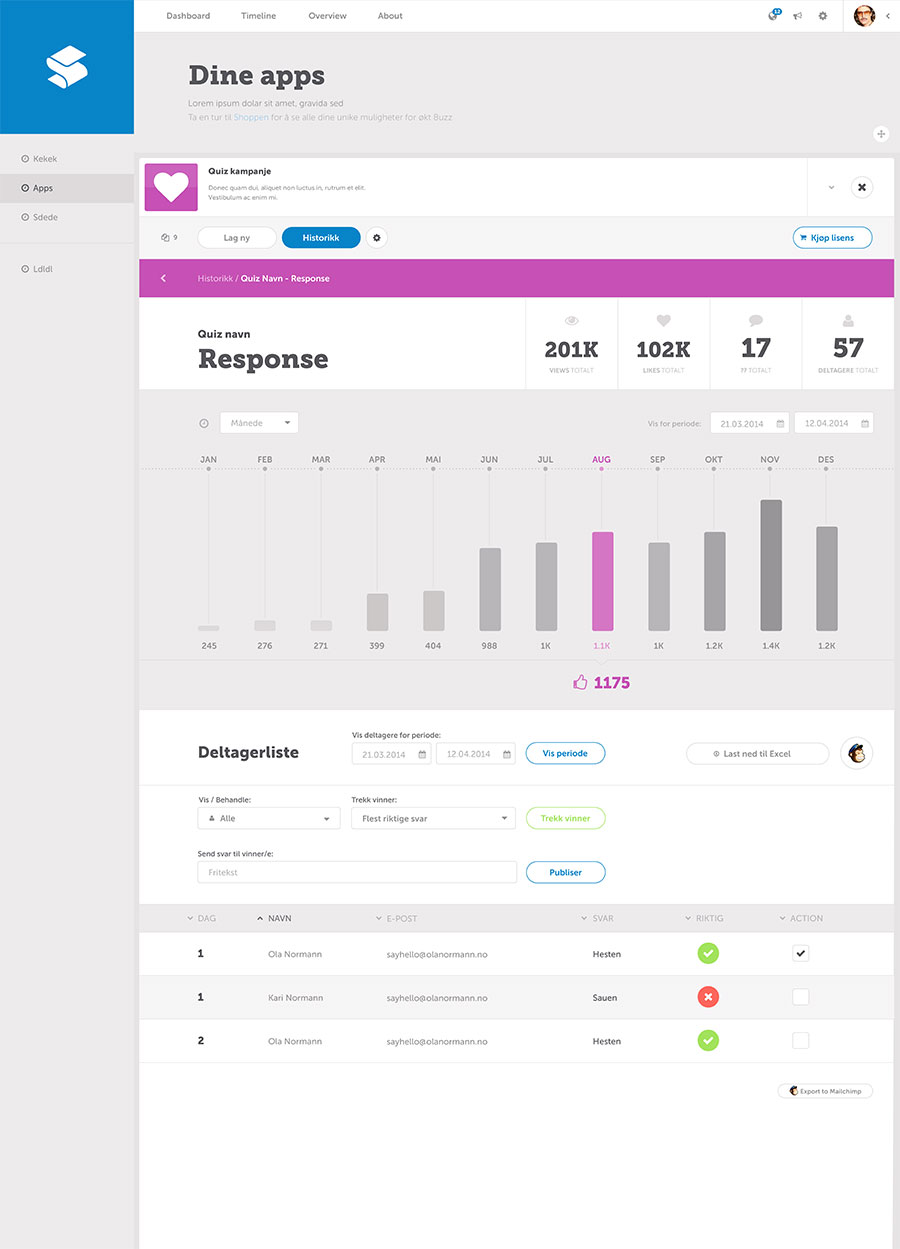 Dashboard Timeline Overview About
Dine apps
Lorem ipsum dolar sit amet, gravida sed
Ta en tur til Shoppen for å se alle dine unike muligheter for økt Buzz
Kekek
Apps
Sdede
Ldldl
Quiz kampanje
Donec quam dui, aliquet non luctus in, rutrum et elit.
Vestibulum ac enim mi.
9 Lag ny Historikk Kjøp lisens
Historikk / Quiz Navn - Response
Quiz navn
Response
201K 102K 17 57
VIEWS TOTALT LIKES TOTALT FF TOTALT DELTAGERE TOTALT
Månede Vis for periode: 21.03.2014 12.04.2014
JAN FEB MAR APR MAI JUN JUL AUG SEP OKT NOV DES
245 276 271 399 404 988 1K 1.1K 1K 1.2K 1.4K 1.2K
1175
Vis deltagere for periode:
Deltagerliste 21.03.2014 12.04.2014 Vis periode Last ned til Excel
Vis / Behandle: Trekk vinner:
Alle Flest riktige svar Trekk vinner
Send svar til vinner/e:
Fritekst Publiser
DAG NAVN E-POST SVAR RIKTIG ACTION
1 Ola Normann sayhello@olanormann.no Hesten
1 Kari Normann sayhello@olanormann.no Sauen
2 Ola Normann sayhello@olanormann.no Hesten
Export to Mailchimp